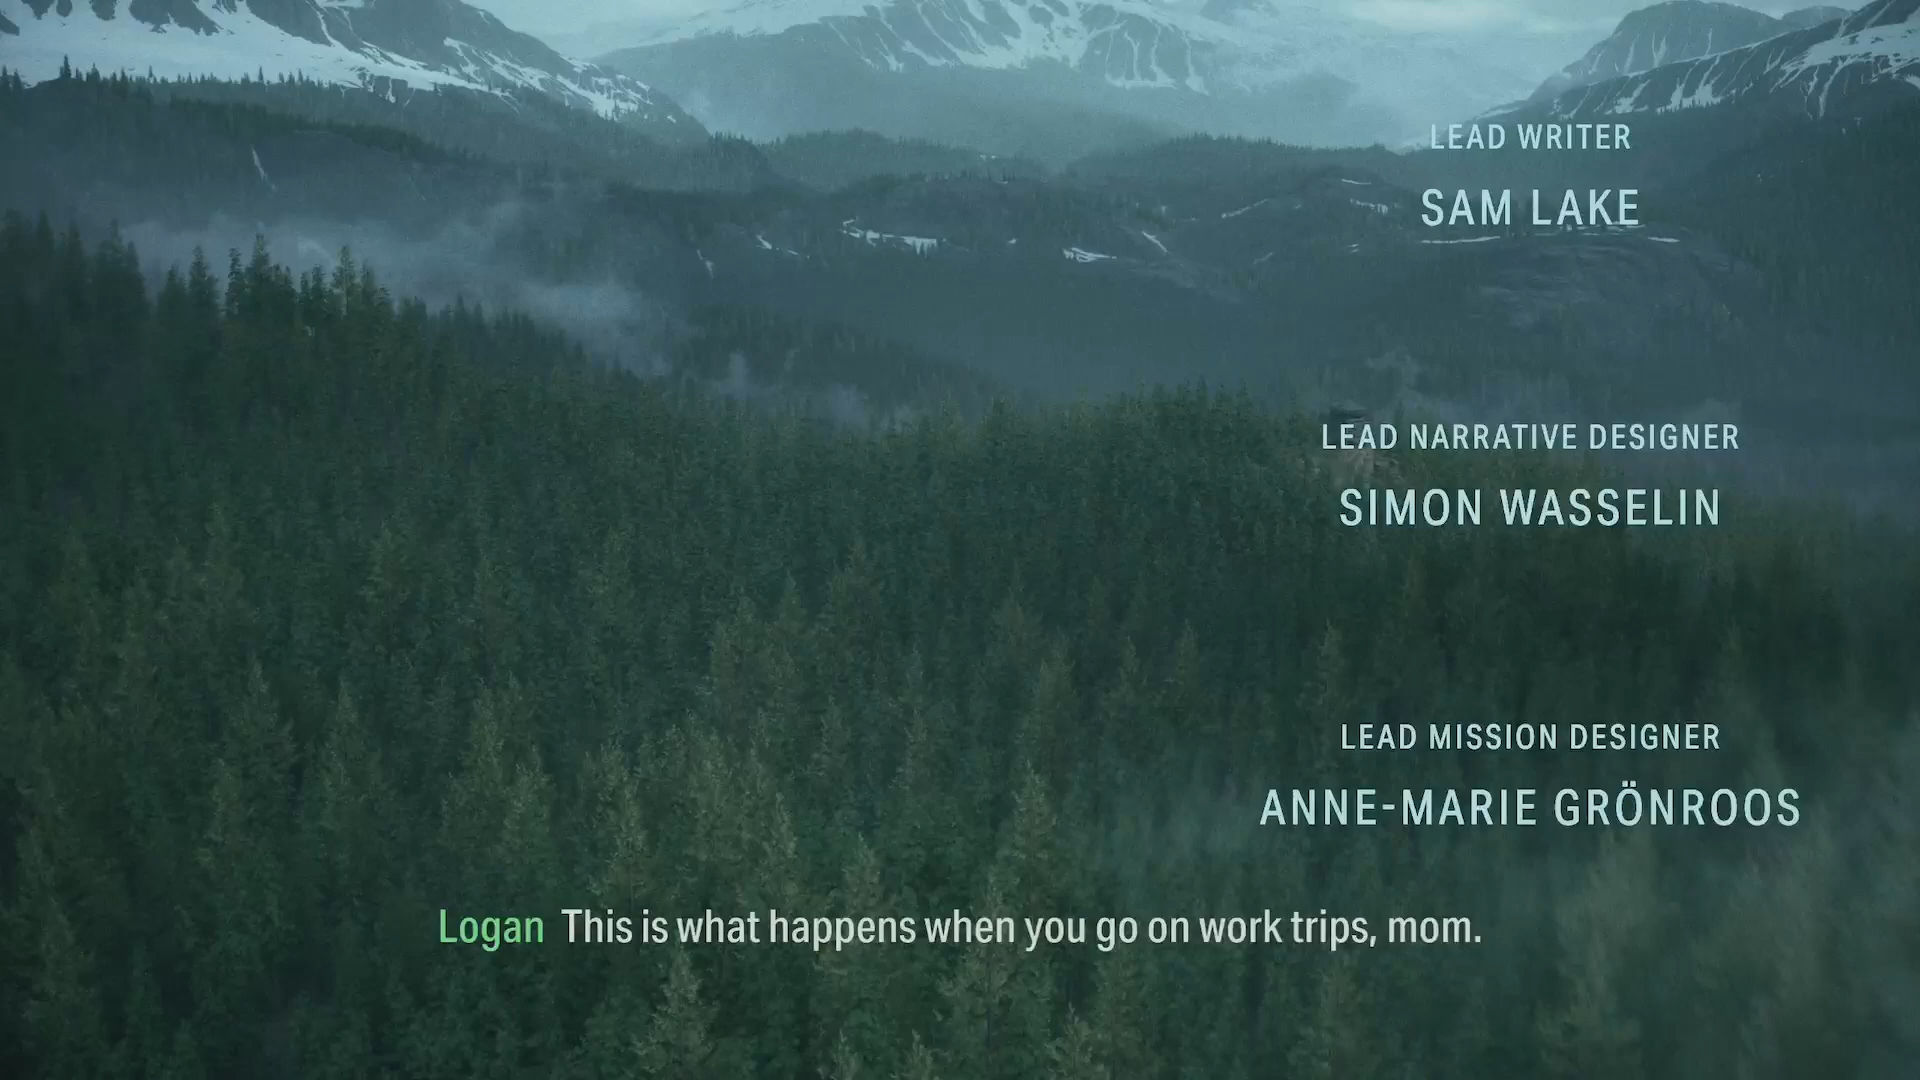 LEAD WRITER
SAM LAKE
LEAD NARRATIVE DESIGNER
SIMON WASSELIN
LEAD MISSION DESIGNER
ANNE-MARIE GRÖNROOS
Logan This is what happens when you go on work trips, mom.